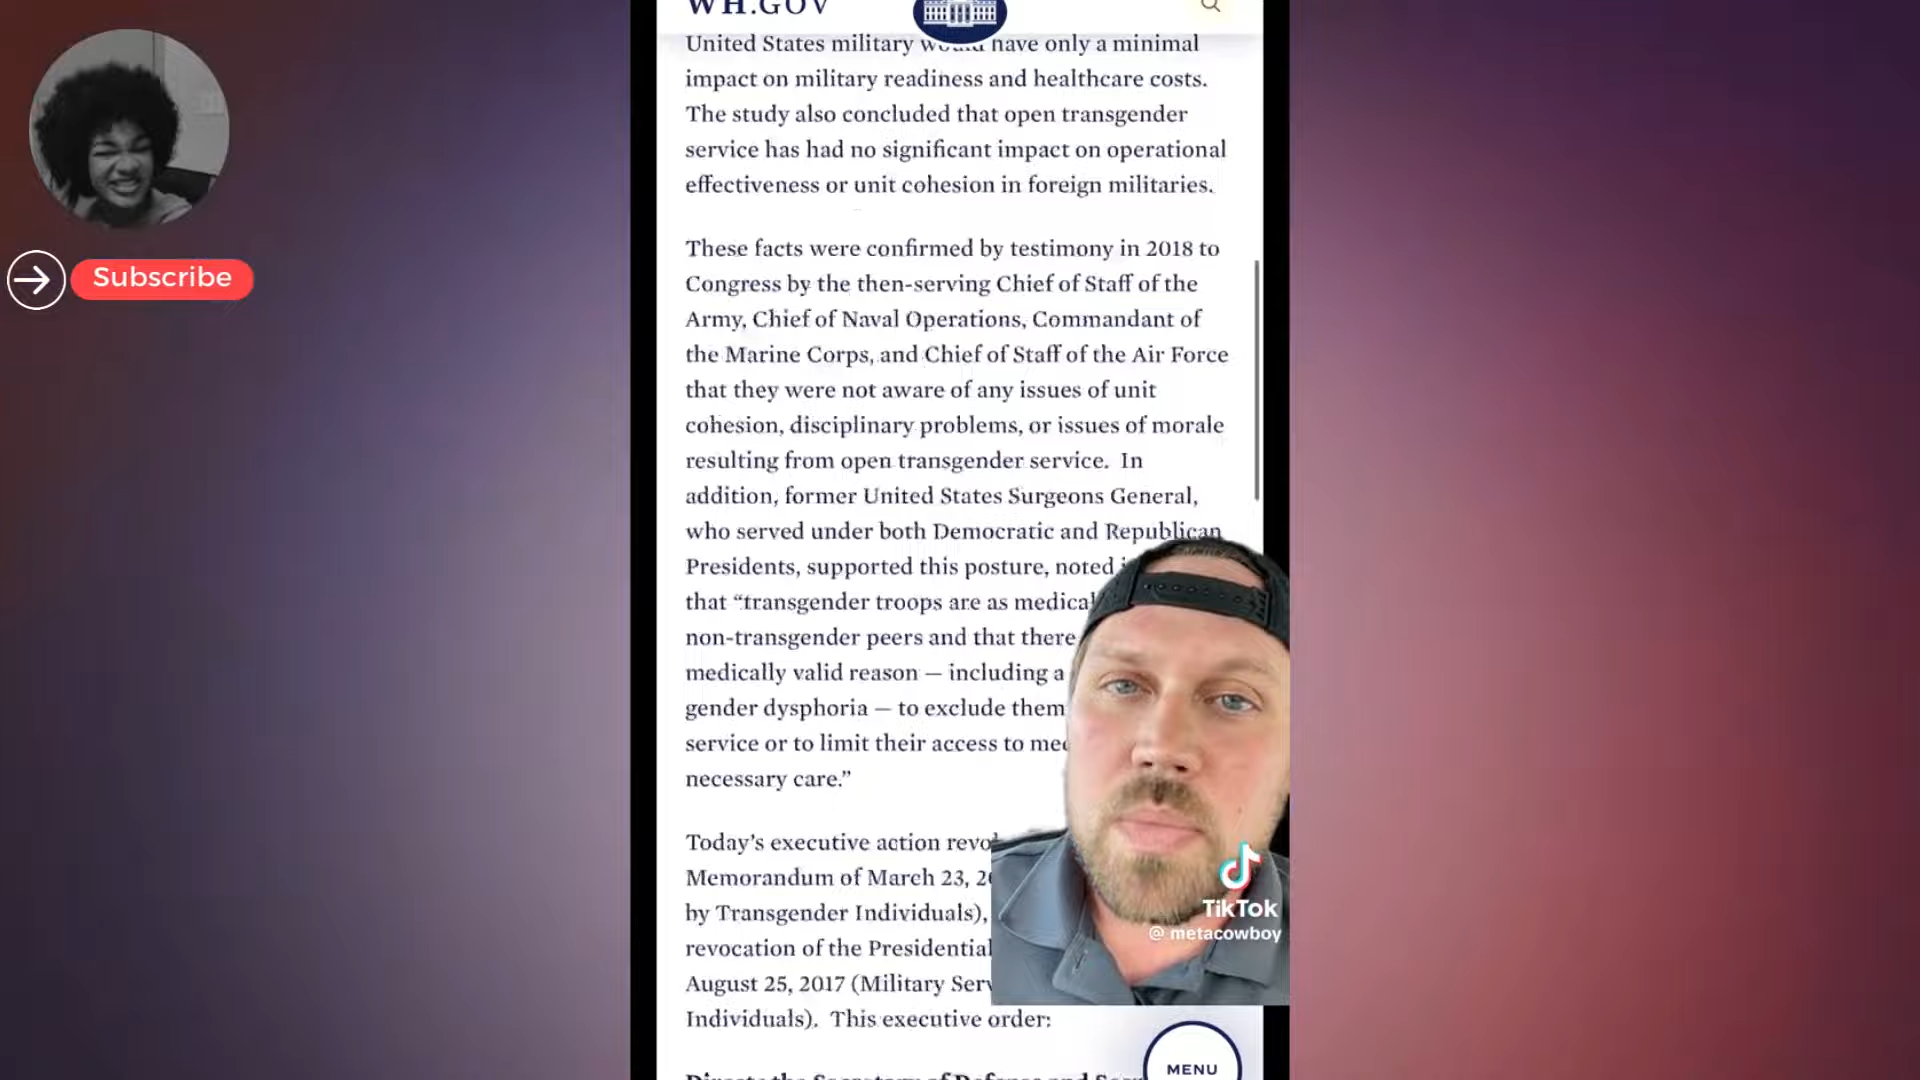 WH.GOV
United States military would have only a minimal
impact on military readiness and healthcare costs.
The study also concluded that open transgender
service has had no significant impact on operational
effectiveness or unit cohesion in foreign militaries.
These facts were confirmed by testimony in 2018 to
Congress by the then-serving Chief of Staff of the
Army, Chief of Naval Operations, Commandant of
the Marine Corps, and Chief of Staff of the Air Force
that they were not aware of any issues of unit
cohesion, disciplinary problems, or issues of morale
resulting from open transgender service. In
addition, former United States Surgeons General,
who served under both Democratic and Republican
Presidents, supported this posture, noted
that “transgender troops are as
non-transgender peers and that there
medically valid reason — including a
gender dysphoria — to exclude them
service or to limit their access to
necessary care.”
Today’s executive action
Memorandum of March 23,
by Transgender Individuals),
revocation of the Presidential
August 25, 2017 (Military
Individuals). This executive order:
Subscribe
TikTok
@metacowboy
MENU